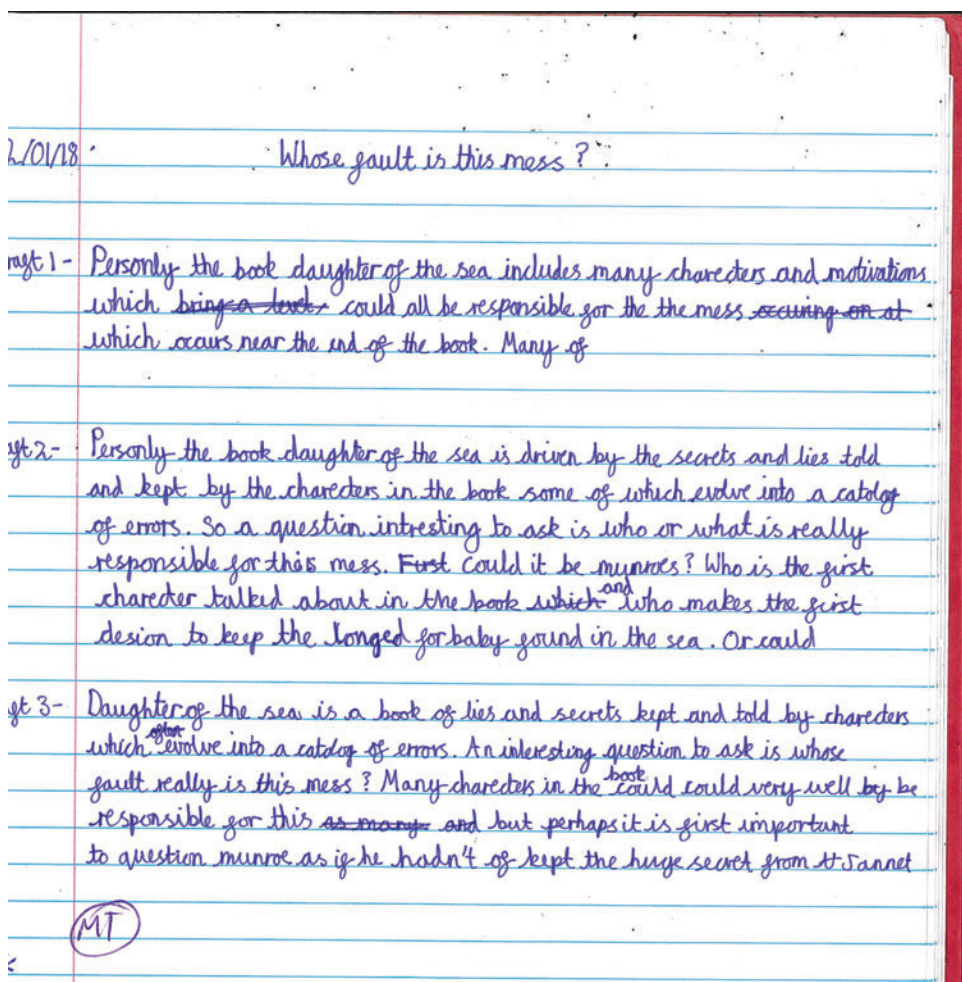 2/01/18. Whose fault is this mess?
raft 1- Personly the book daughter of the sea includes many charecters and motivations
which bring a level could all be responsible for the the mess occuring on at
which occurs near the end of the book. Many of
aft 2- Personly the book daughter of the sea is driven by the secrets and lies told
and kept by the charecters in the book some of which evolve into a catolog
of errors. So a question intresting to ask is who or what is really
responsible for this mess. First Could it be munroes? Who is the first
charecter talked about in the book which and who makes the first
desion to keep the longed for baby found in the sea. Or could
ft 3- Daughter of the sea is a book of lies and secrets kept and told by charecters
which often evolve into a catolog of errors. An interesting question to ask is whose
fault really is this mess? Many charecters in the book could could very well by be
responsible for this as many and but perhaps it is first important
to question munroe as if he hadn't of kept the huge secret from Jannet
MT